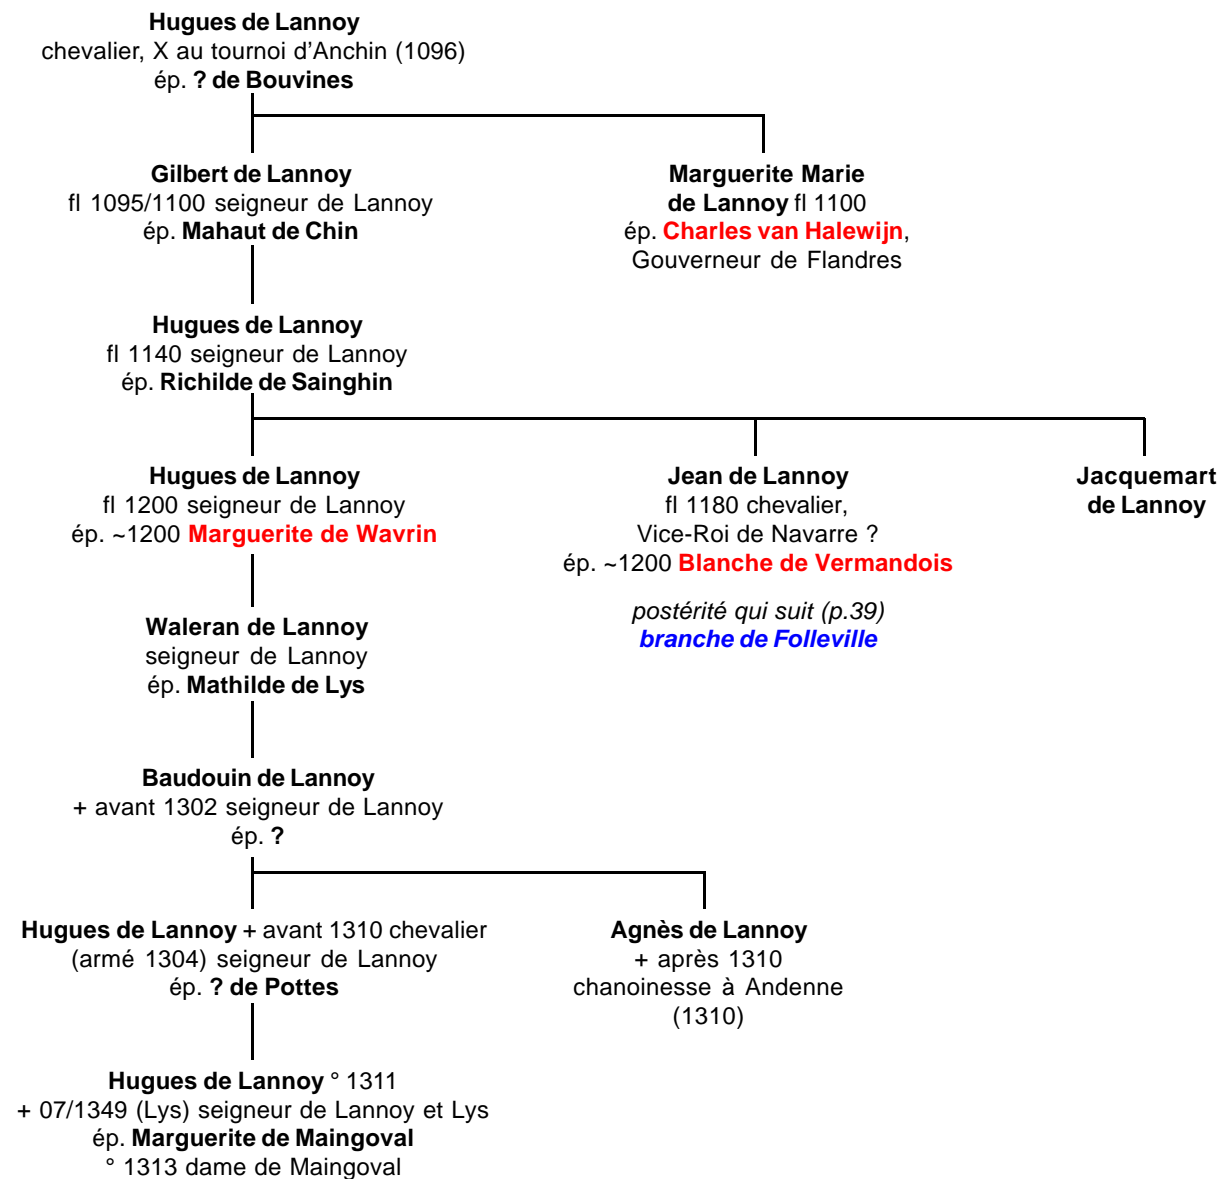 Hugues de Lannoy
chevalier, X au tournoi d'Anchin (1096)
ép. ? de Bouvines
Gilbert de Lannoy
fl 1095/1100 seigneur de Lannoy
ép. Mahaut de Chin
Marguerite Marie
de Lannoy fl 1100
ép. Charles van Halewijn,
Gouverneur de Flandres
Hugues de Lannoy
fl 1140 seigneur de Lannoy
ép. Richilde de Sainghin
Hugues de Lannoy
fl 1200 seigneur de Lannoy
ép. ~1200 Marguerite de Wavrin
Jean de Lannoy
fl 1180 chevalier,
Vice-Roi de Navarre ?
ép. ~1200 Blanche de Vermandois
postérité qui suit (p.39)
branche de Folleville
Jacquemart
de Lannoy
Waleran de Lannoy
seigneur de Lannoy
ép. Mathilde de Lys
Baudouin de Lannoy
+ avant 1302 seigneur de Lannoy
ép. ?
Hugues de Lannoy + avant 1310 chevalier
(armé 1304) seigneur de Lannoy
ép. ? de Pottes
Agnès de Lannoy
+ après 1310
chanoinesse à Andenne
(1310)
Hugues de Lannoy ° 1311
+ 07/1349 (Lys) seigneur de Lannoy et Lys
ép. Marguerite de Maingoval
° 1313 dame de Maingoval